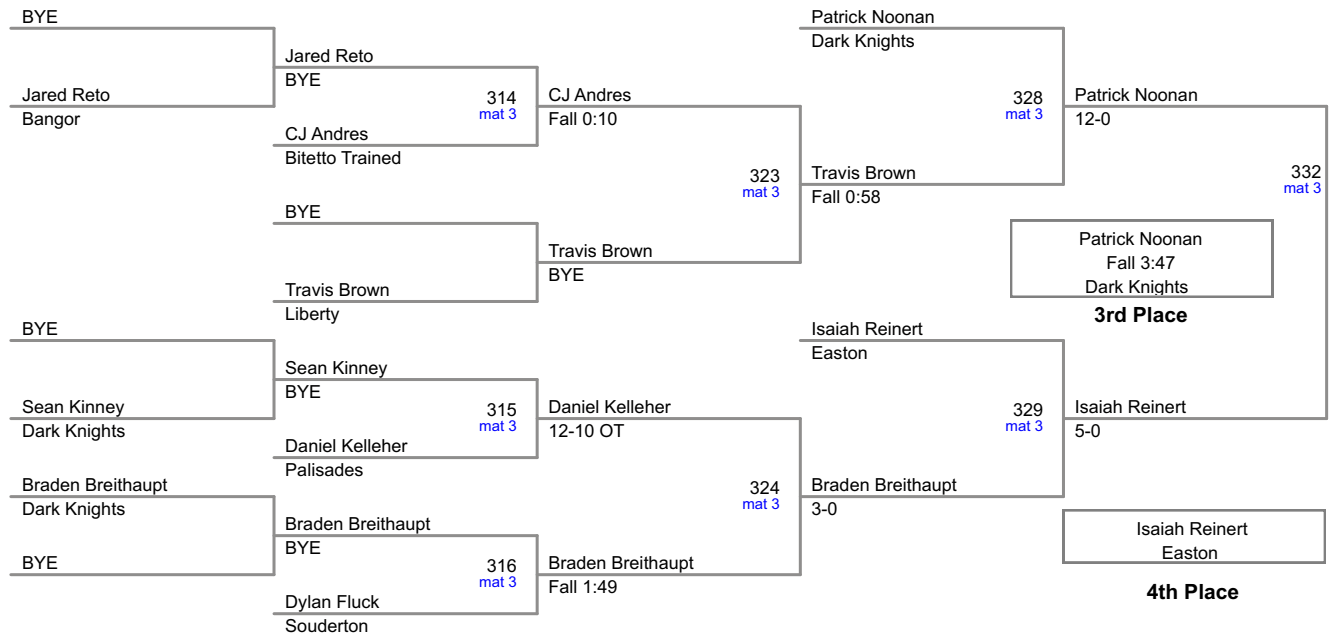 BYE
Jared Reto
Bangor
Jared Reto
BYE
314
mat 3
CJ Andres
Bitetto Trained
CJ Andres
Fall 0:10
BYE
Travis Brown
Liberty
Travis Brown
BYE
323
mat 3
Travis Brown
Fall 0:58
Patrick Noonan
Dark Knights
328
mat 3
Patrick Noonan
12-0
332
mat 3
Patrick Noonan
Fall 3:47
Dark Knights
3rd Place
BYE
Sean Kinney
Dark Knights
Sean Kinney
BYE
315
mat 3
Daniel Kelleher
Palisades
Daniel Kelleher
12-10 OT
Braden Breithaupt
Dark Knights
BYE
Braden Breithaupt
BYE
316
mat 3
Dylan Fluck
Souderton
Braden Breithaupt
Fall 1:49
324
mat 3
Braden Breithaupt
3-0
Isaiah Reinert
Easton
329
mat 3
Isaiah Reinert
5-0
Isaiah Reinert
Easton
4th Place